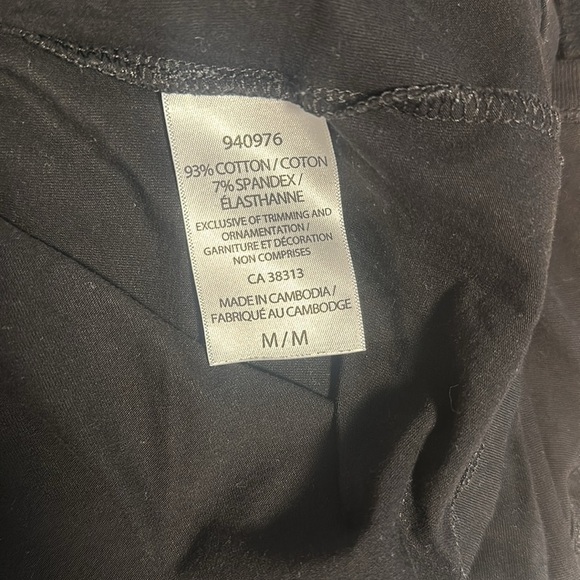 940976
93% COTTON / COTON
7% SPANDEX /
ÉLASTHANNE
EXCLUSIVE OF TRIMMING AND
ORNAMENTATION /
GARNITURE ET DÉCORATION
NON COMPRISES
CA 38313
MADE IN CAMBODIA /
FABRIQUÉ AU CAMBODGE
M / M